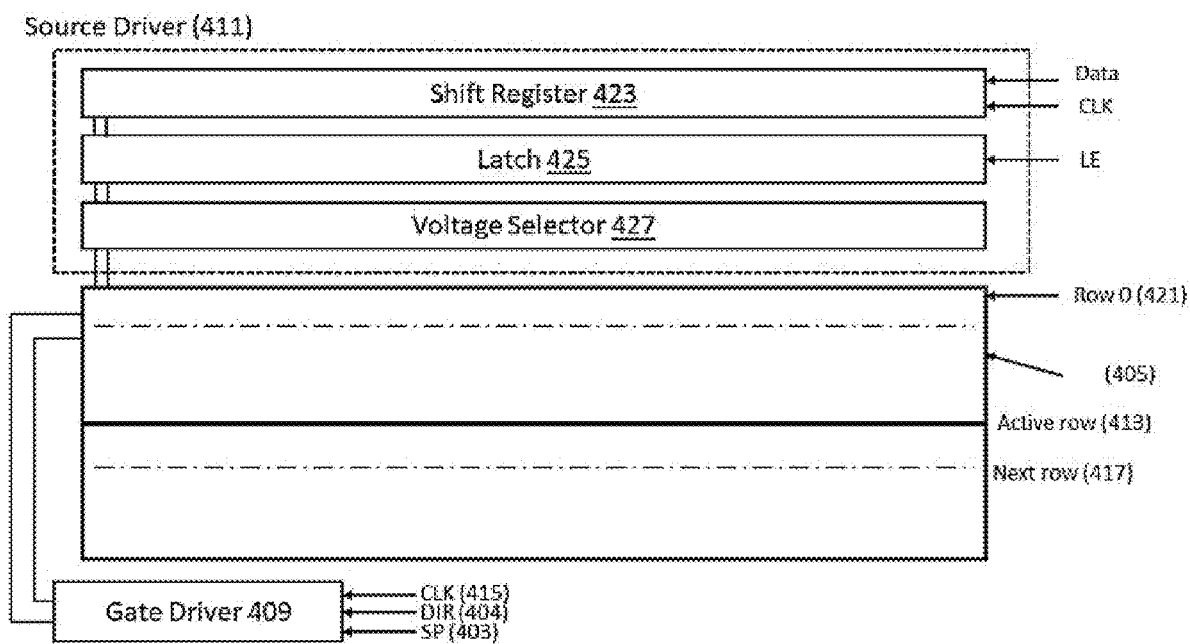 Source Driver (411)
Shift Register 423
Data
CLK
Latch 425
LE
Voltage Selector 427
Row 0 (421)
(405)
Active row (413)
Next row (417)
Gate Driver 409
CLK (415)
DIR (404)
SP (403)